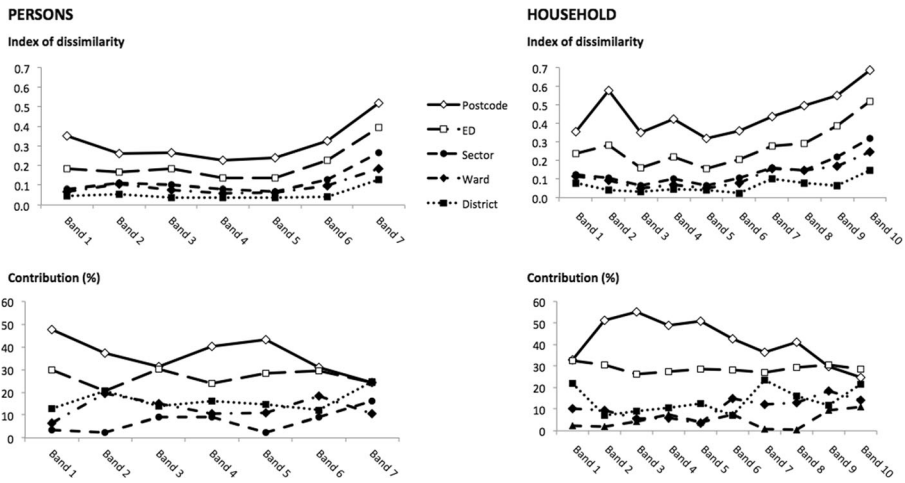 PERSONS
Index of dissimilarity
0.7
0.6
0.5
0.4
0.3
0.2
0.1
0.0
Band 1
Band 2
Band 3
Band 4
Band 5
Band 6
Band 7
Postcode
ED
Sector
Ward
District
HOUSEHOLD
Index of dissimilarity
0.7
0.6
0.5
0.4
0.3
0.2
0.1
0.0
Band 1
Band 2
Band 3
Band 4
Band 5
Band 6
Band 7
Band 8
Band 9
Band 10
Contribution (%)
60
50
40
30
20
10
0
Band 1
Band 2
Band 3
Band 4
Band 5
Band 6
Band 7
Contribution (%)
60
50
40
30
20
10
0
Band 1
Band 2
Band 3
Band 4
Band 5
Band 6
Band 7
Band 8
Band 9
Band 10